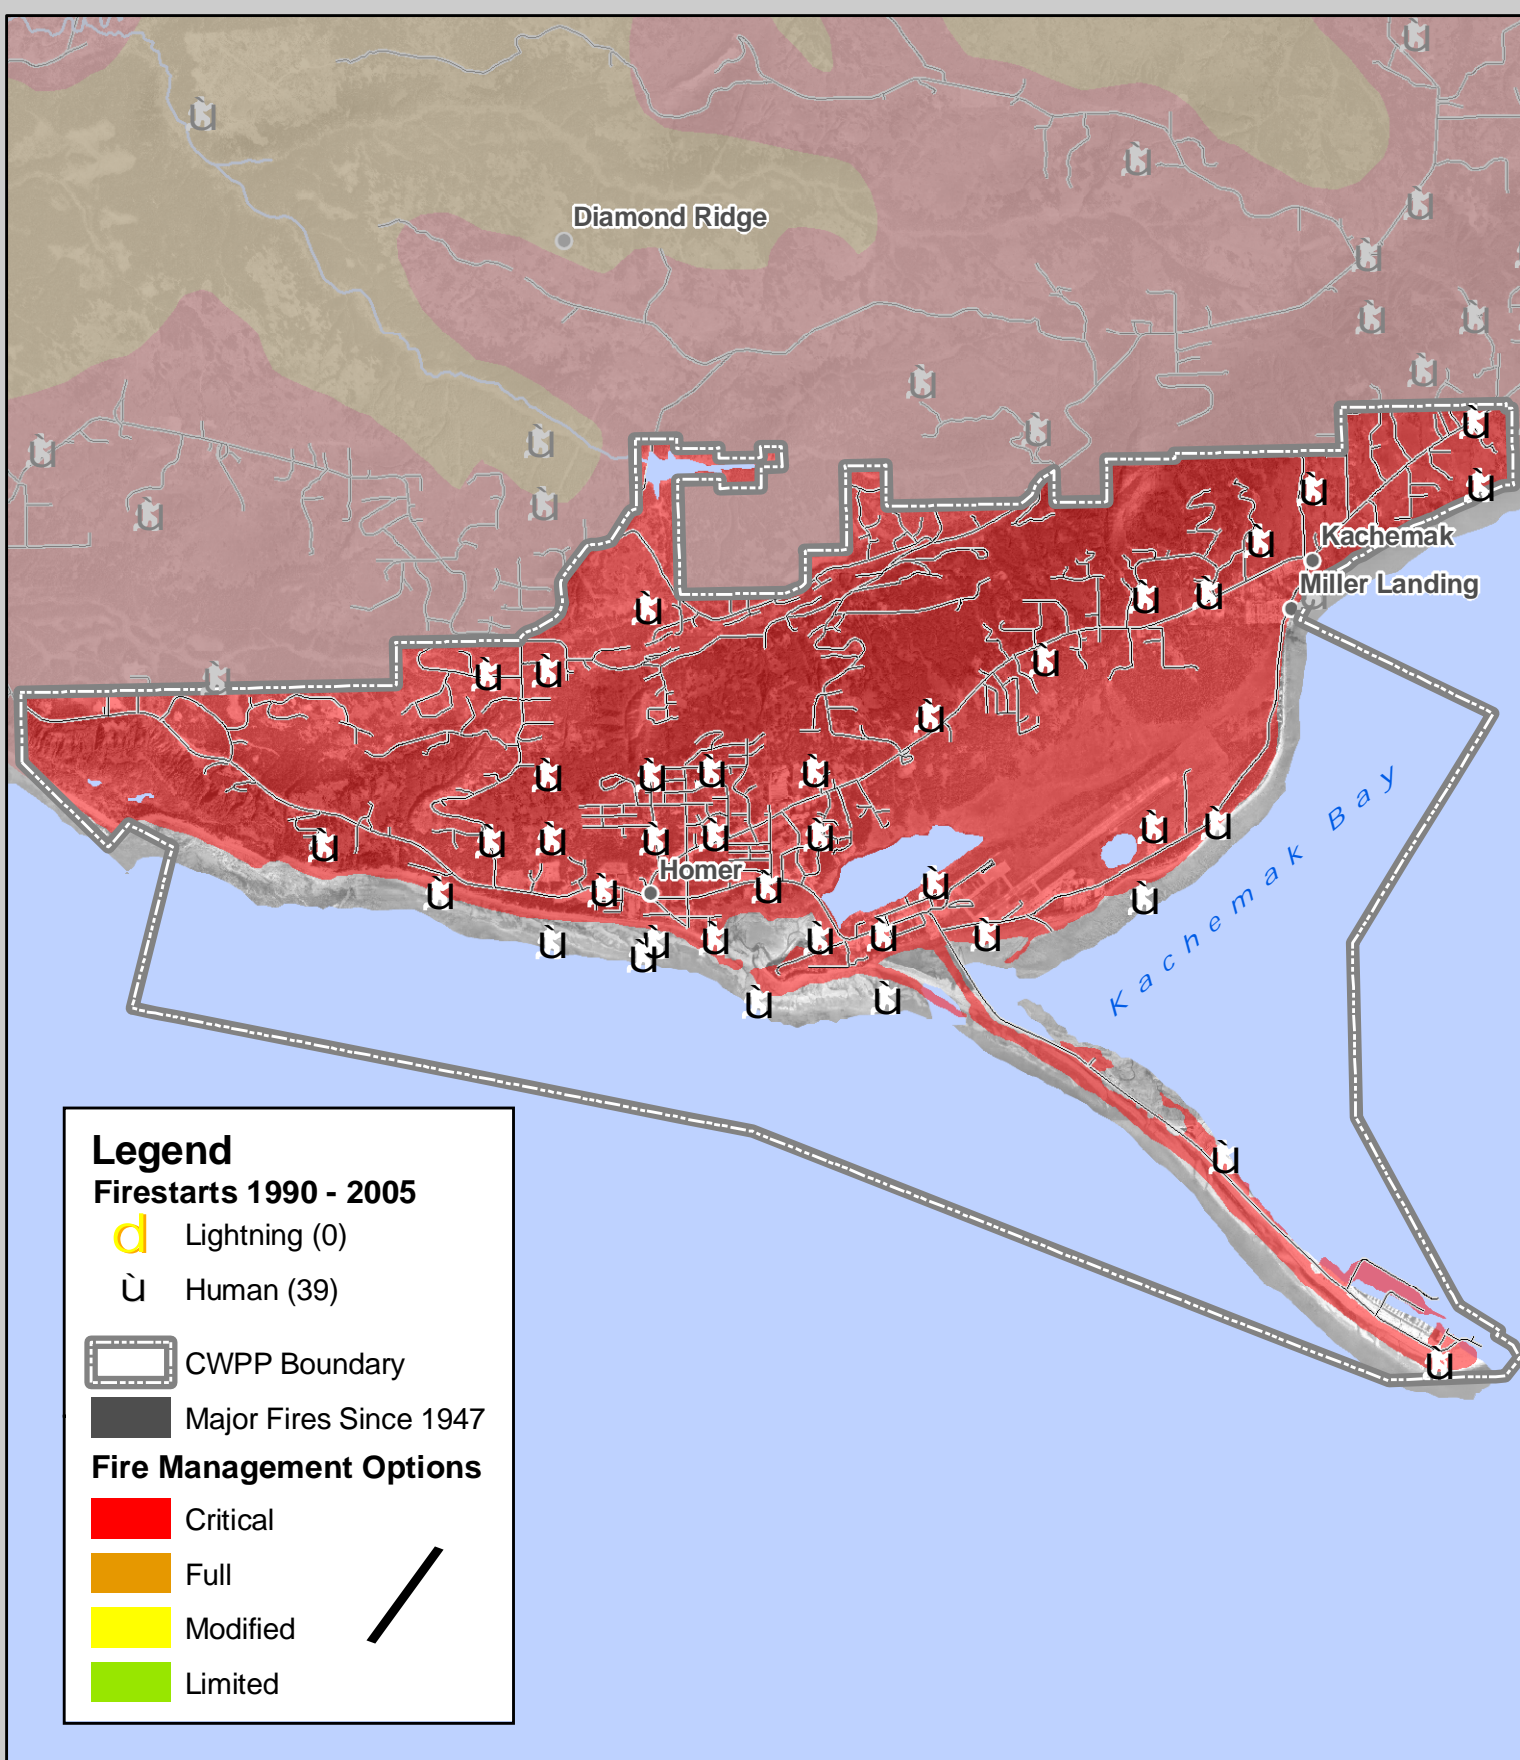 Diamond Ridge
Kachemak
Miller Landing
Homer
Kachemak Bay
Legend
Firestarts 1990 - 2005
d Lightning (0)
ù Human (39)
CWPP Boundary
Major Fires Since 1947
Fire Management Options
Critical
Full
Modified
Limited